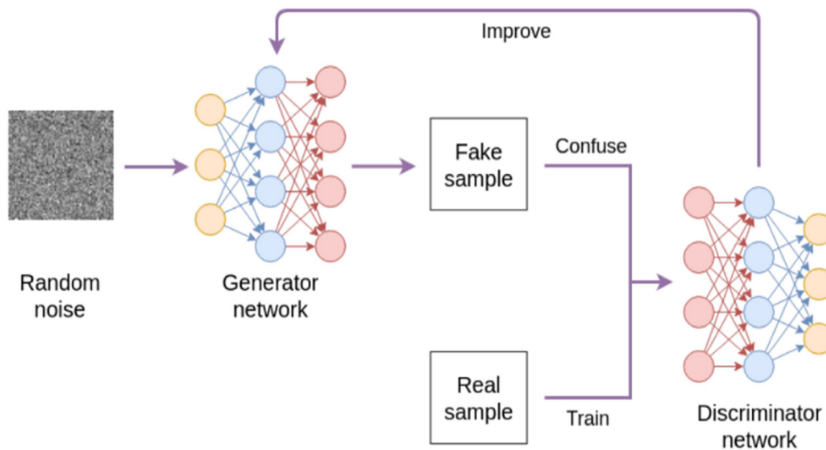 Improve
Confuse
Fake
sample
Random
noise
Generator
network
Real
sample
Train
Discriminator
network